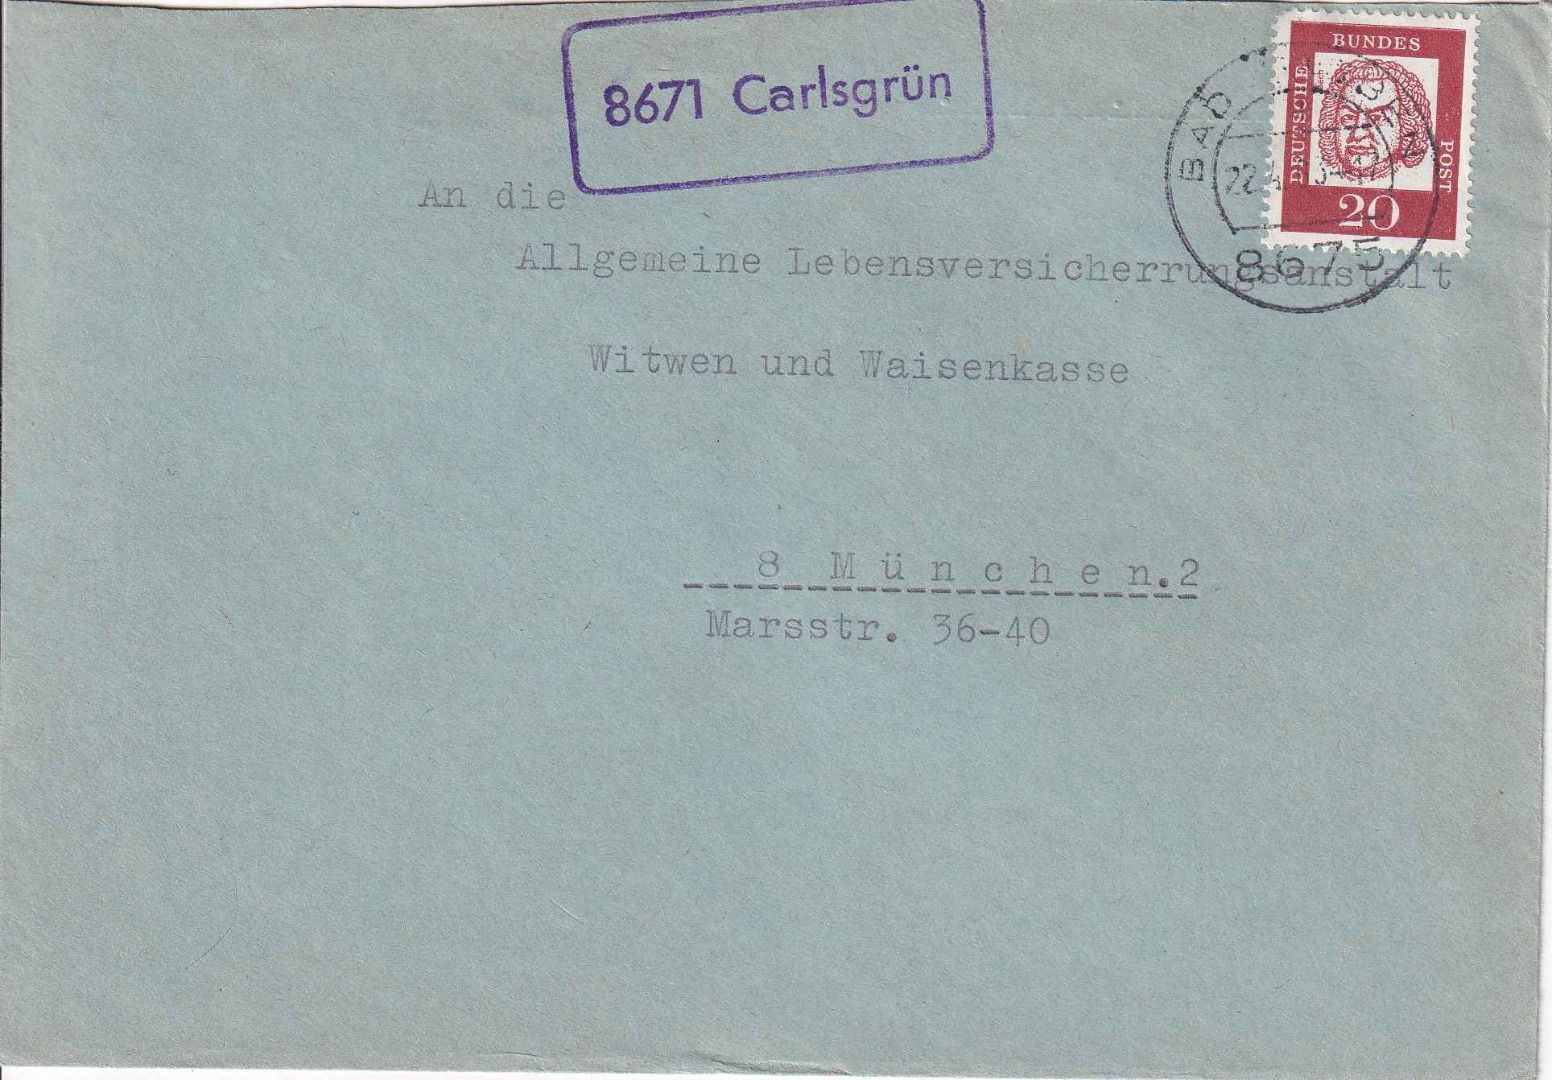 8671 Carlsgrün
BUNDES
DEUTSCHE
POST
20
BAD
8675
An die
Allgemeine Lebensversicherrungsanstalt
Witwen und Waisenkasse
8 München.2
Marsstr. 36-40